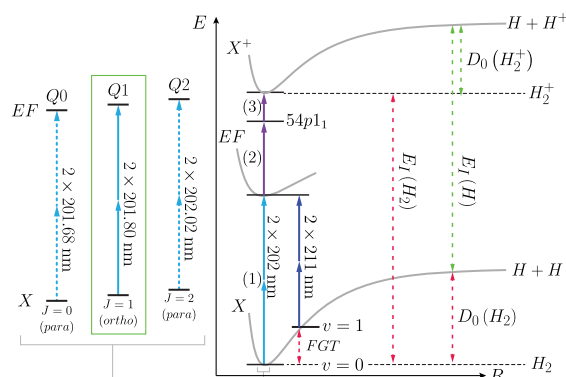 Q0
Q1
Q2
EF
2 × 201.68 nm
2 × 201.80 nm
2 × 202.02 nm
X
J = 0
(para)
J = 1
(ortho)
J = 2
(para)
E
H + H⁺
X⁺
D₀ (H₂⁺)
H₂⁺
(3)
54p1₁
EF
(2)
E_I (H₂)
E_I (H)
2 × 202 nm
2 × 211 nm
(1)
H + H
X
v = 1
D₀ (H₂)
FGT
v = 0
H₂
R